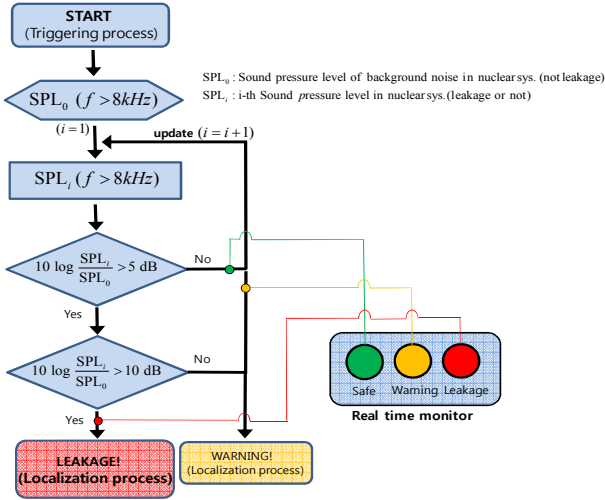 START
(Triggering process)
SPL₀ (f > 8kHz)
SPL₀ : Sound pressure level of background noise in nuclear sys. (not leakage)
SPLᵢ : i-th Sound pressure level in nuclear sys. (leakage or not)
(i=1)
update (i = i+1)
SPLᵢ (f > 8kHz)
10 log SPLᵢ/SPL₀ > 5 dB
No
Yes
10 log SPLᵢ/SPL₀ > 10 dB
No
Yes
Safe
Warning
Leakage
Real time monitor
LEAKAGE!
(Localization process)
WARNING!
(Localization process)